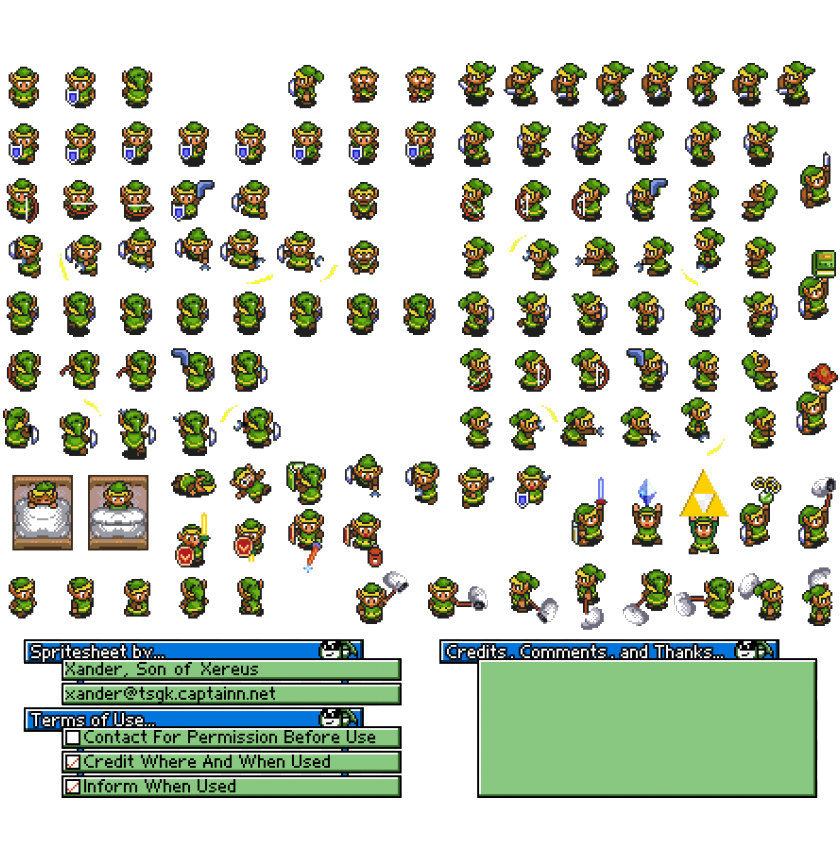 Spritesheet by...
Xander, Son of Xereus
xander@tsgk.captainn.net
Terms of Use...
Contact For Permission Before Use
Credit Where And When Used
Inform When Used
Credits, Comments, and Thanks...